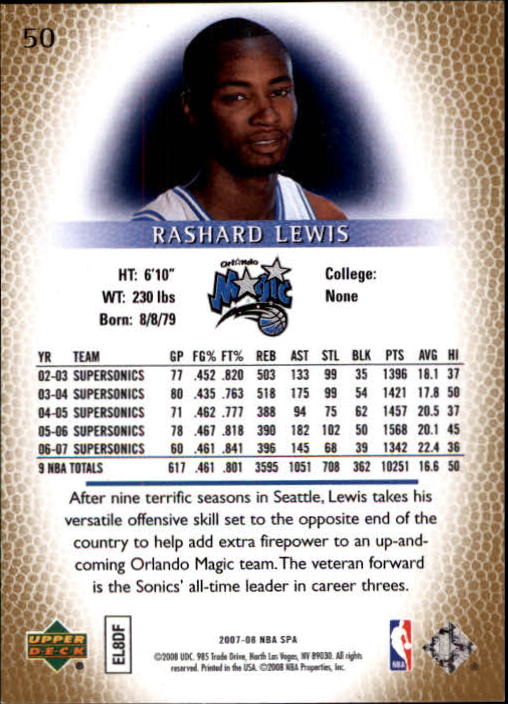 50
RASHARD LEWIS
HT: 6'10"
WT: 230 lbs
Born: 8/8/79
Orlando
Magic
College:
None
YR TEAM GP FG% FT% REB AST STL BLK PTS AVG HI
02-03 SUPERSONICS 77 .452 .820 503 133 99 35 1396 18.1 37
03-04 SUPERSONICS 80 .435 .763 518 175 99 54 1421 17.8 50
04-05 SUPERSONICS 71 .462 .777 388 94 75 62 1457 20.5 37
05-06 SUPERSONICS 78 .467 .818 390 182 102 50 1568 20.1 45
06-07 SUPERSONICS 60 .461 .841 396 145 68 39 1342 22.4 36
9 NBA TOTALS 617 .461 .801 3595 1051 708 362 10251 16.6 50
After nine terrific seasons in Seattle, Lewis takes his
versatile offensive skill set to the opposite end of the
country to help add extra firepower to an up-and-
coming Orlando Magic team. The veteran forward
is the Sonics' all-time leader in career threes.
UPPER
DECK
®
EL8DF
2007-08 NBA SPA
©2008 UDC. 985 Trade Drive, North Las Vegas, NV 89030. All rights
reserved. Printed in the USA. ©2008 NBA Properties, Inc.
NBA